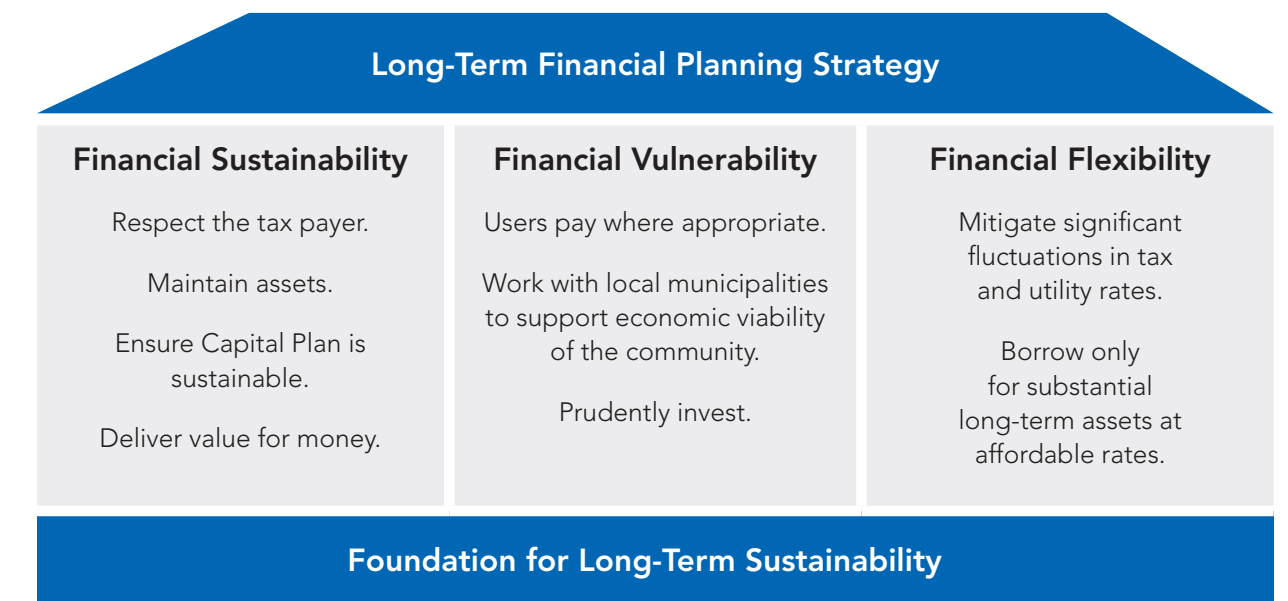 Long-Term Financial Planning Strategy
Financial Sustainability
Respect the tax payer.
Maintain assets.
Ensure Capital Plan is
sustainable.
Deliver value for money.
Financial Vulnerability
Users pay where appropriate.
Work with local municipalities
to support economic viability
of the community.
Prudently invest.
Financial Flexibility
Mitigate significant
fluctuations in tax
and utility rates.
Borrow only
for substantial
long-term assets at
affordable rates.
Foundation for Long-Term Sustainability